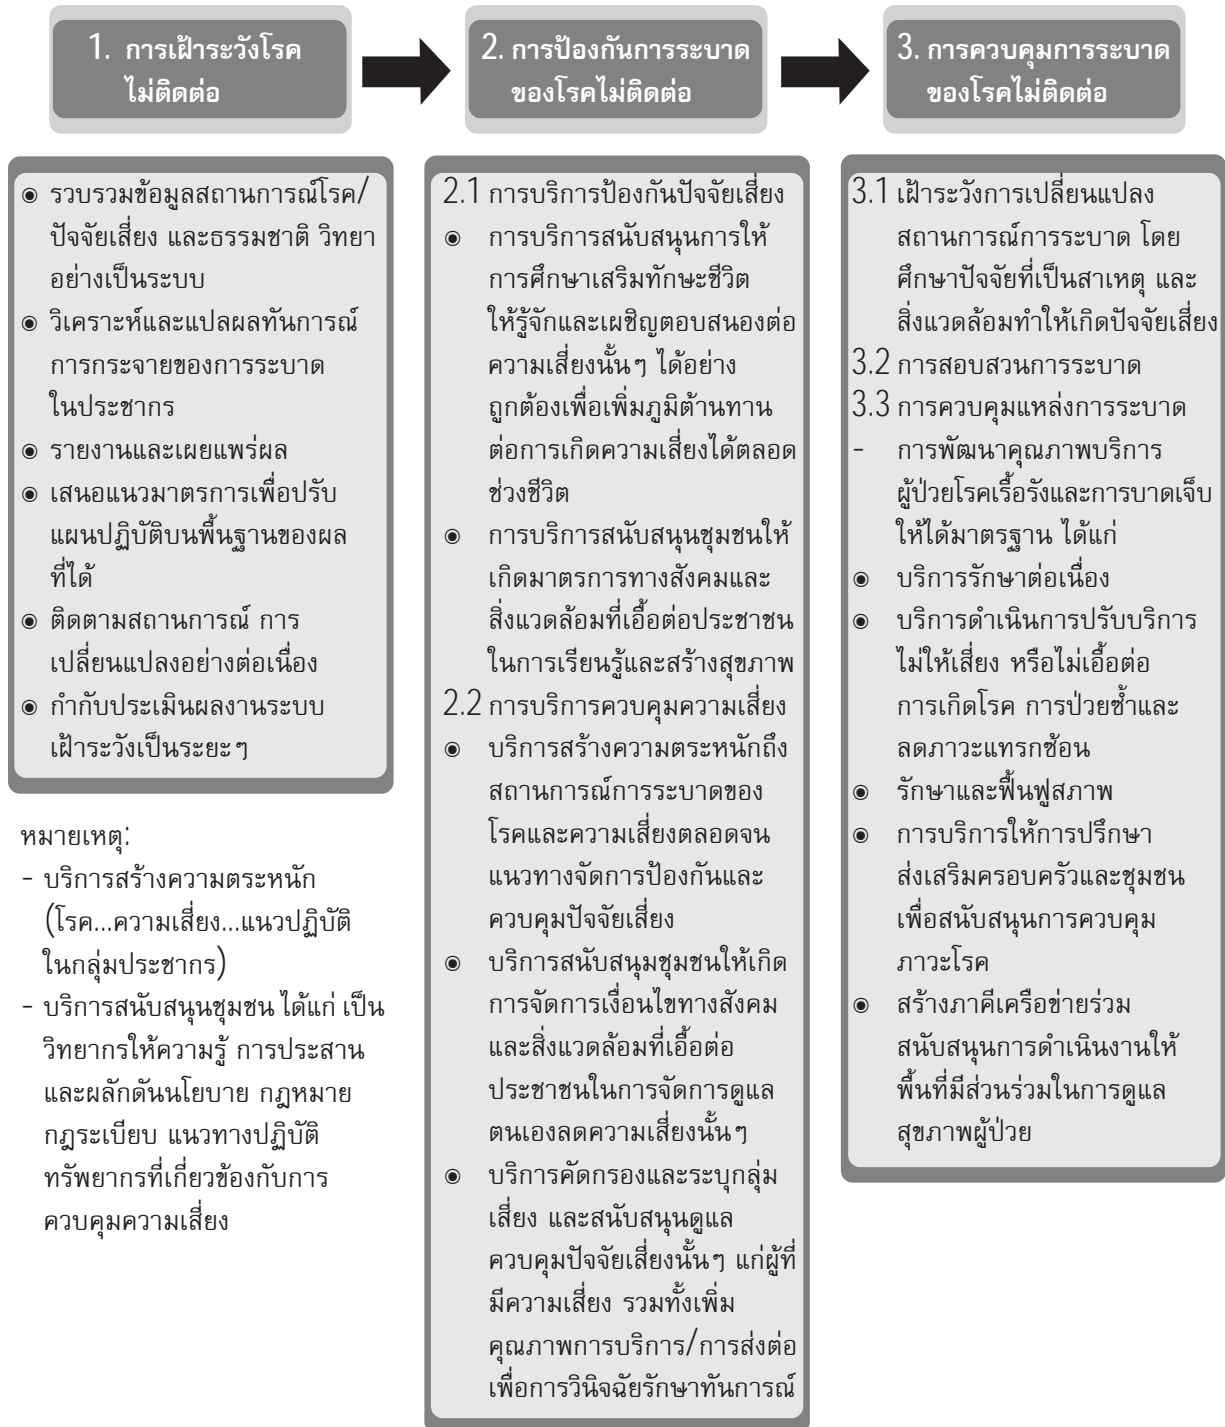 1. การเฝ้าระวังโรค
ไม่ติดต่อ
2. การป้องกันการระบาด
ของโรคไม่ติดต่อ
3. การควบคุมการระบาด
ของโรคไม่ติดต่อ
๏ รวบรวมข้อมูลสถานการณ์โรค/
ปัจจัยเสี่ยง และธรรมชาติ วิทยา
อย่างเป็นระบบ
๏ วิเคราะห์และแปลผลทันการณ์
การกระจายของการระบาด
ในประชากร
๏ รายงานและเผยแพร่ผล
๏ เสนอแนวมาตรการเพื่อปรับ
แผนปฏิบัติบนพื้นฐานของผล
ที่ได้
๏ ติดตามสถานการณ์ การ
เปลี่ยนแปลงอย่างต่อเนื่อง
๏ กำกับประเมินผลงานระบบ
เฝ้าระวังเป็นระยะๆ
หมายเหตุ:
- บริการสร้างความตระหนัก
(โรค...ความเสี่ยง...แนวปฏิบัติ
ในกลุ่มประชากร)
- บริการสนับสนุนชุมชน ได้แก่ เป็น
วิทยากรให้ความรู้ การประสาน
และผลักดันนโยบาย กฎหมาย
กฎระเบียบ แนวทางปฏิบัติ
ทรัพยากรที่เกี่ยวข้องกับการ
ควบคุมความเสี่ยง
2.1 การบริการป้องกันปัจจัยเสี่ยง
๏ การบริการสนับสนุนการให้
การศึกษาเสริมทักษะชีวิต
ให้รู้จักและเผชิญตอบสนองต่อ
ความเสี่ยงนั้นๆ ได้อย่าง
ถูกต้องเพื่อเพิ่มภูมิต้านทาน
ต่อการเกิดความเสี่ยงได้ตลอด
ช่วงชีวิต
๏ การบริการสนับสนุนชุมชนให้
เกิดมาตรการทางสังคมและ
สิ่งแวดล้อมที่เอื้อต่อประชาชน
ในการเรียนรู้และสร้างสุขภาพ
2.2 การบริการควบคุมความเสี่ยง
๏ บริการสร้างความตระหนักถึง
สถานการณ์การระบาดของ
โรคและความเสี่ยงตลอดจน
แนวทางจัดการป้องกันและ
ควบคุมปัจจัยเสี่ยง
๏ บริการสนับสนุมชุมชนให้เกิด
การจัดการเงื่อนไขทางสังคม
และสิ่งแวดล้อมที่เอื้อต่อ
ประชาชนในการจัดการดูแล
ตนเองลดความเสี่ยงนั้นๆ
๏ บริการคัดกรองและระบุกลุ่ม
เสี่ยง และสนับสนุนดูแล
ควบคุมปัจจัยเสี่ยงนั้นๆ แก่ผู้ที่
มีความเสี่ยง รวมทั้งเพิ่ม
คุณภาพการบริการ/การส่งต่อ
เพื่อการวินิจฉัยรักษาทันการณ์
3.1 เฝ้าระวังการเปลี่ยนแปลง
สถานการณ์การระบาด โดย
ศึกษาปัจจัยที่เป็นสาเหตุ และ
สิ่งแวดล้อมทำให้เกิดปัจจัยเสี่ยง
3.2 การสอบสวนการระบาด
3.3 การควบคุมแหล่งการระบาด
- การพัฒนาคุณภาพบริการ
ผู้ป่วยโรคเรื้อรังและการบาดเจ็บ
ให้ได้มาตรฐาน ได้แก่
๏ บริการรักษาต่อเนื่อง
๏ บริการดำเนินการปรับบริการ
ไม่ให้เสี่ยง หรือไม่เอื้อต่อ
การเกิดโรค การป่วยซ้ำและ
ลดภาวะแทรกซ้อน
๏ รักษาและฟื้นฟูสภาพ
๏ การบริการให้การปรึกษา
ส่งเสริมครอบครัวและชุมชน
เพื่อสนับสนุนการควบคุม
ภาวะโรค
๏ สร้างภาคีเครือข่ายร่วม
สนับสนุนการดำเนินงานให้
พื้นที่มีส่วนร่วมในการดูแล
สุขภาพผู้ป่วย